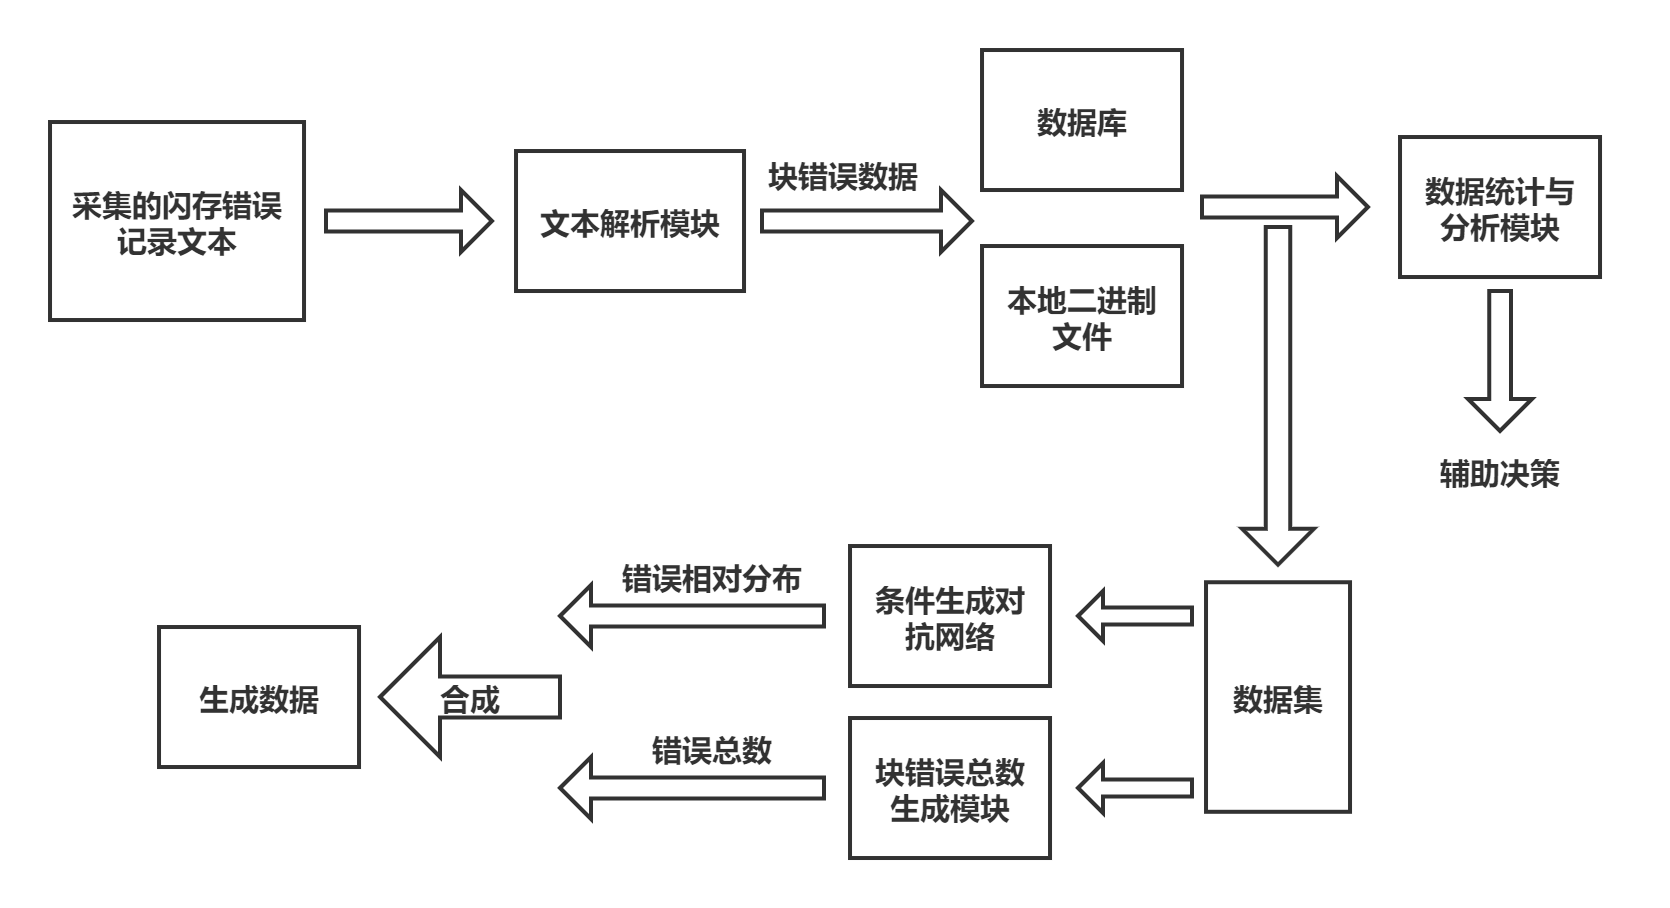 采集的闪存错误
记录文本
文本解析模块
块错误数据
数据库
本地二进制
文件
数据统计与
分析模块
辅助决策
数据集
条件生成对
抗网络
块错误总数
生成模块
错误相对分布
错误总数
合成
生成数据